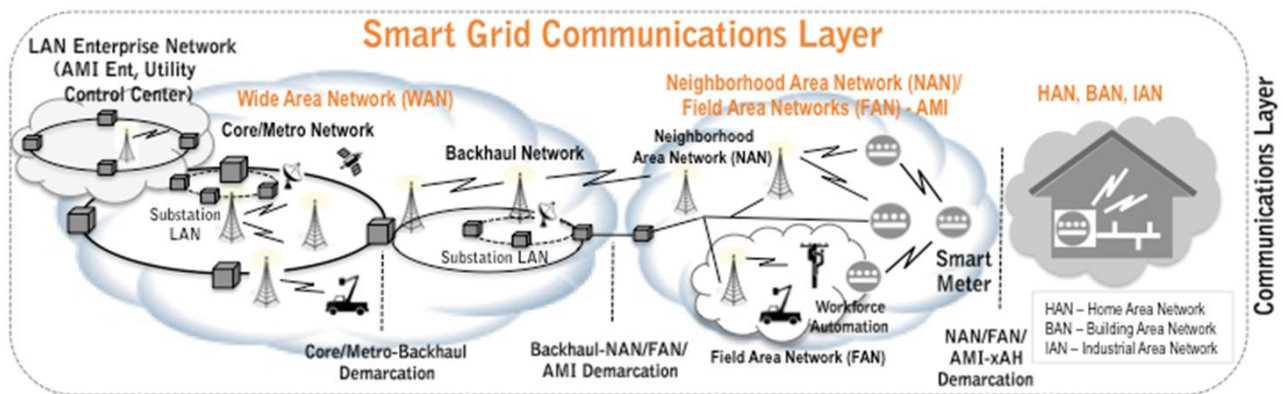 Smart Grid Communications Layer
LAN Enterprise Network
(AMI Ent, Utility
Control Center)
Wide Area Network (WAN)
Core/Metro Network
Substation
LAN
Backhaul Network
Substation LAN
Neighborhood Area Network (NAN)/
Field Area Networks (FAN) - AMI
Neighborhood
Area Network (NAN)
Smart
Meter
Workforce
/Automation
Field Area Network (FAN)
HAN, BAN, IAN
HAN – Home Area Network
BAN – Building Area Network
IAN – Industrial Area Network
Core/Metro-Backhaul
Demarcation
Backhaul-NAN/FAN/
AMI Demarcation
NAN/FAN/
AMI-xAH
Demarcation
Communications Layer